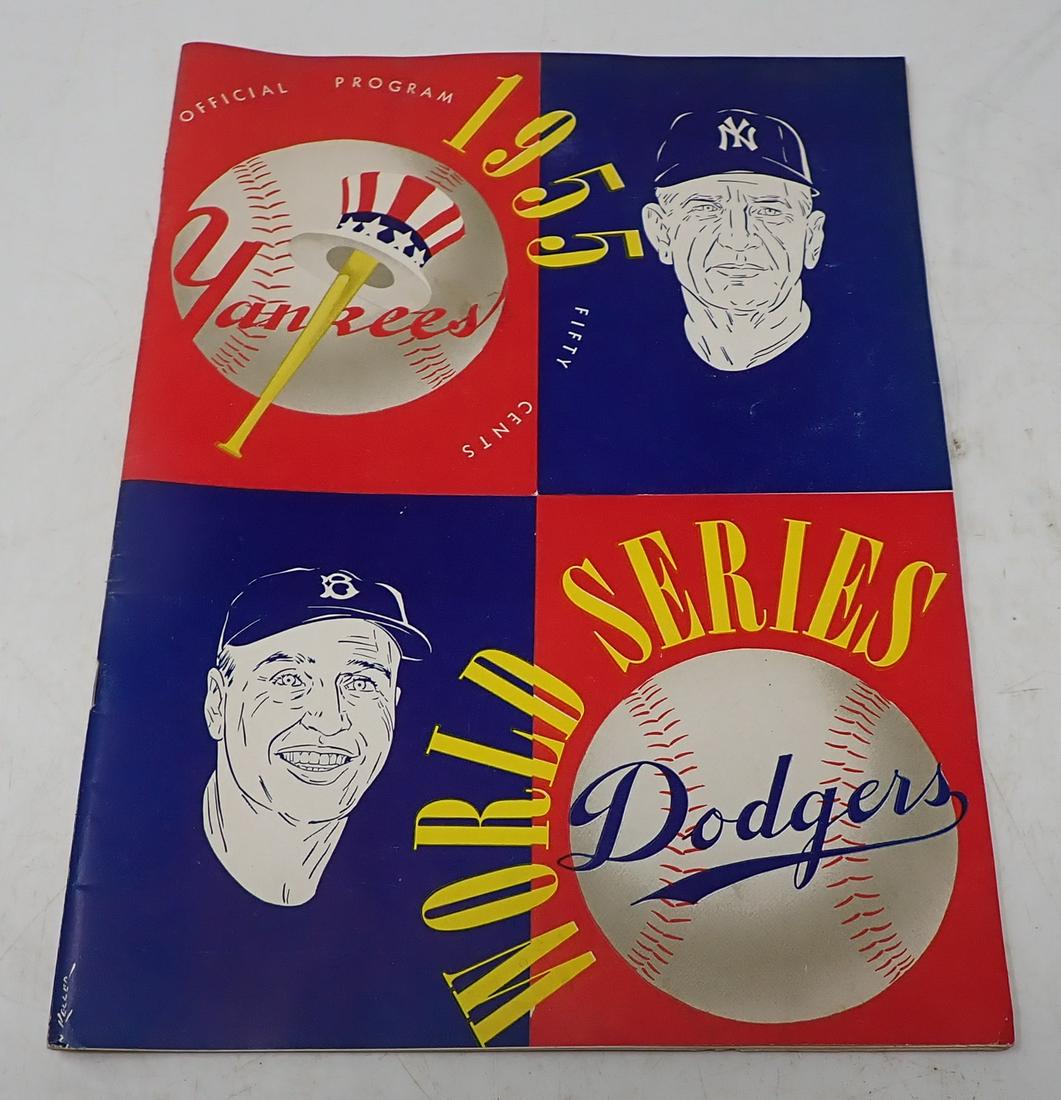 OFFICIAL PROGRAM
1955
NY
Yankees
FIFTY
CENTS
B
WORLD SERIES
Dodgers